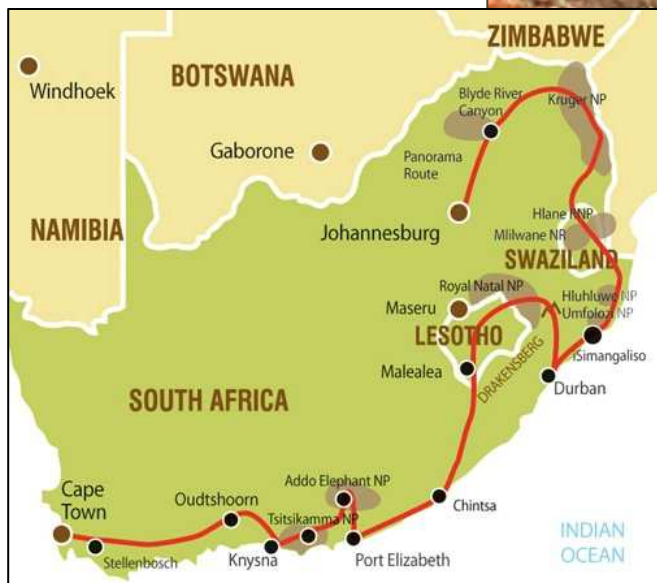 ZIMBABWE
BOTSWANA
Windhoek
Blyde River
Canyon
Kruger NP
Gaborone
Panorama
Route
NAMIBIA
Johannesburg
Hlane RNP
Mlilwane NR
SWAZILAND
Royal Natal NP
Maseru
Hluhluwe NP
Umfolozi NP
LESOTHO
iSimangaliso
Malealea
DRAKENSBERG
Durban
SOUTH AFRICA
Addo Elephant NP
Cape
Town
Oudtshoorn
Tsitsikamma NP
Chintsa
Stellenbosch
Knysna
Port Elizabeth
INDIAN
OCEAN